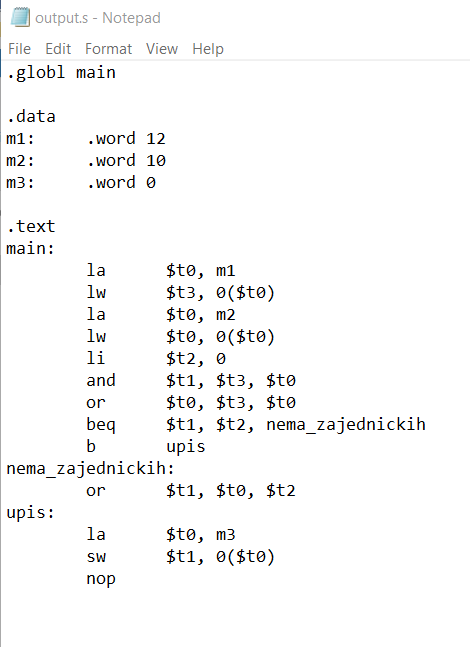 output.s - Notepad
File Edit Format View Help
.globl main
.data
m1: .word 12
m2: .word 10
m3: .word 0
.text
main:
la $t0, m1
lw $t3, 0($t0)
la $t0, m2
lw $t0, 0($t0)
li $t2, 0
and $t1, $t3, $t0
or $t0, $t3, $t0
beq $t1, $t2, nema_zajednickih
b upis
nema_zajednickih:
or $t1, $t0, $t2
upis:
la $t0, m3
sw $t1, 0($t0)
nop